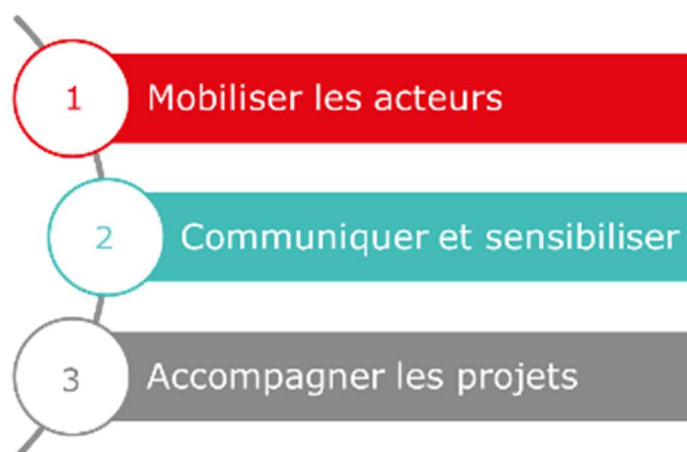 1 Mobiliser les acteurs
2 Communiquer et sensibiliser
3 Accompagner les projets